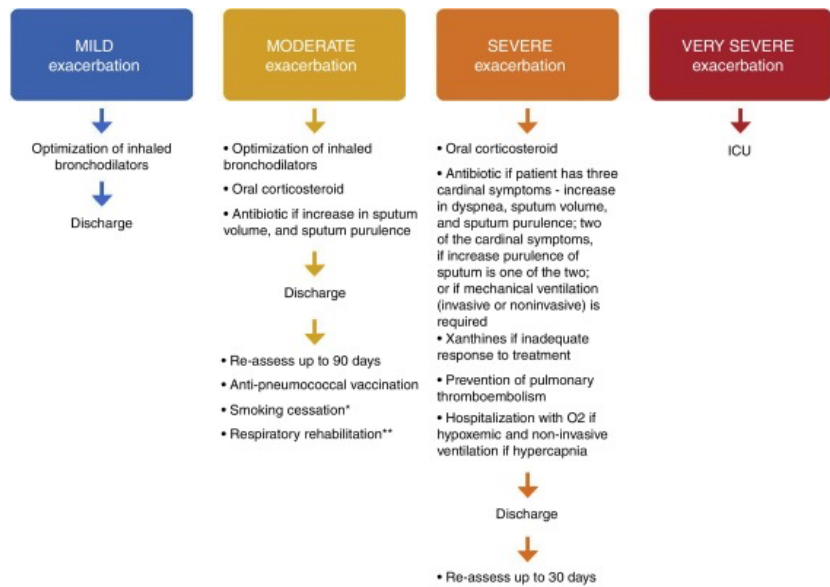 MILD
exacerbation
Optimization of inhaled
bronchodilators
Discharge
MODERATE
exacerbation
• Optimization of inhaled
bronchodilators
• Oral corticosteroid
• Antibiotic if increase in sputum
volume, and sputum purulence
Discharge
• Re-assess up to 90 days
• Anti-pneumococcal vaccination
• Smoking cessation*
• Respiratory rehabilitation**
SEVERE
exacerbation
• Oral corticosteroid
• Antibiotic if patient has three
cardinal symptoms - increase
in dyspnea, sputum volume,
and sputum purulence; two
of the cardinal symptoms,
if increase purulence of
sputum is one of the two;
or if mechanical ventilation
(invasive or noninvasive) is
required
• Xanthines if inadequate
response to treatment
• Prevention of pulmonary
thromboembolism
• Hospitalization with O2 if
hypoxemic and non-invasive
ventilation if hypercapnia
Discharge
• Re-assess up to 30 days
VERY SEVERE
exacerbation
ICU